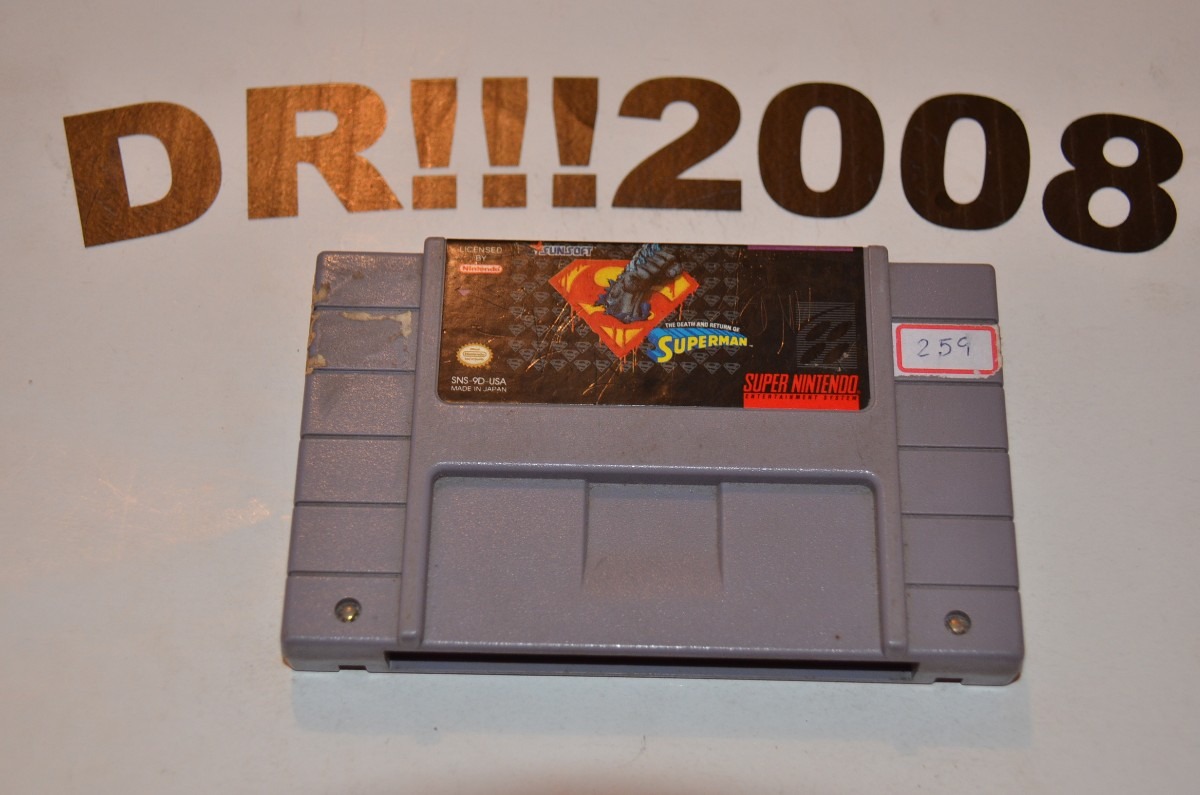 DR!!!2008
LICENSED
BY
Nintendo
SUNSOFT
THE DEATH AND RETURN OF
SUPERMAN
259
SNS-9D-USA
MADE IN JAPAN
SUPER NINTENDO
ENTERTAINMENT SYSTEM